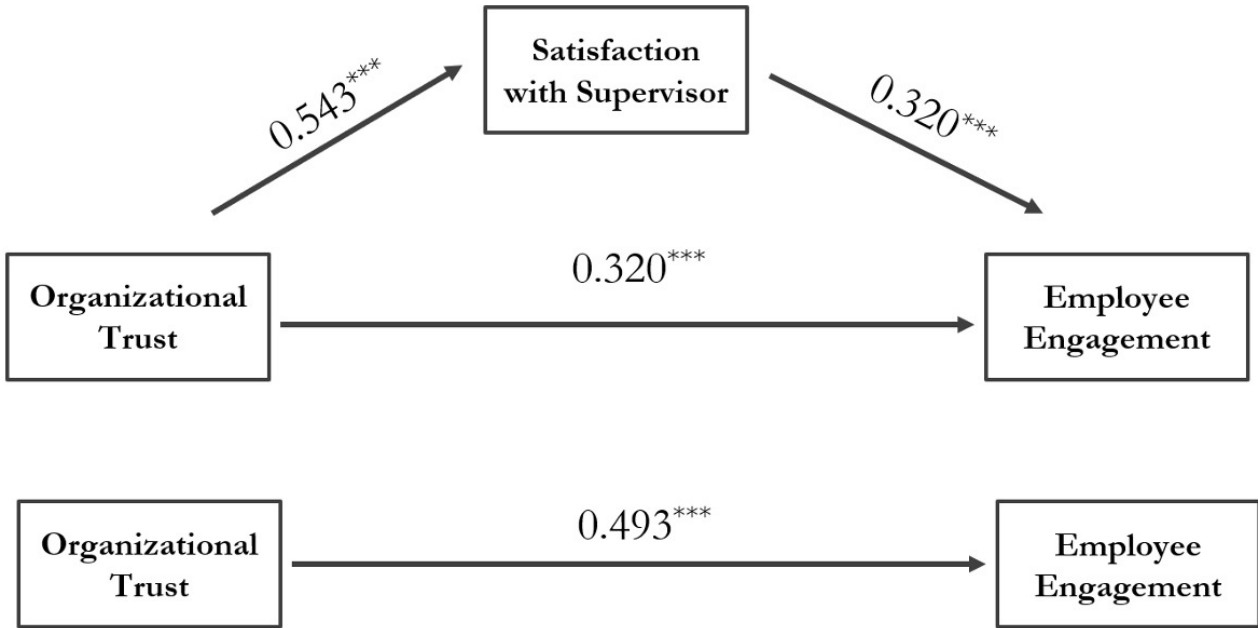 Satisfaction
with Supervisor
0.543***
0.320***
0.320***
Organizational
Trust
Employee
Engagement
0.493***
Organizational
Trust
Employee
Engagement